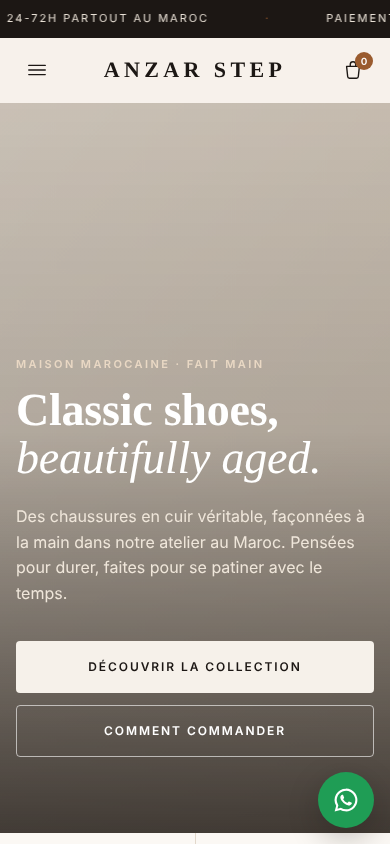 24-72H PARTOUT AU MAROC · PAIEMENT
ANZAR STEP
0
MAISON MAROCAINE · FAIT MAIN
Classic shoes,
beautifully aged.
Des chaussures en cuir véritable, façonnées à
la main dans notre atelier au Maroc. Pensées
pour durer, faites pour se patiner avec le
temps.
DÉCOUVRIR LA COLLECTION
COMMENT COMMANDER